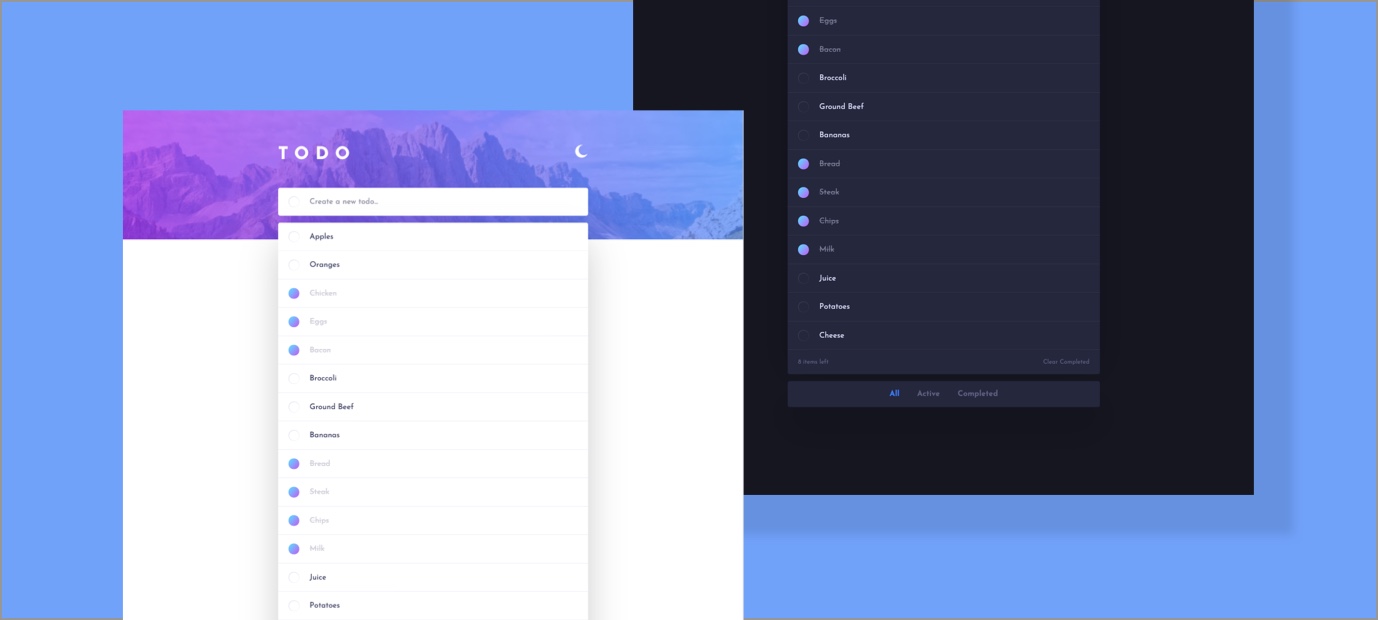 TODO
Create a new todo...
Apples
Oranges
Chicken
Eggs
Bacon
Broccoli
Ground Beef
Bananas
Bread
Steak
Chips
Milk
Juice
Potatoes
Eggs
Bacon
Broccoli
Ground Beef
Bananas
Bread
Steak
Chips
Milk
Juice
Potatoes
Cheese
8 items left Clear Completed
All Active Completed